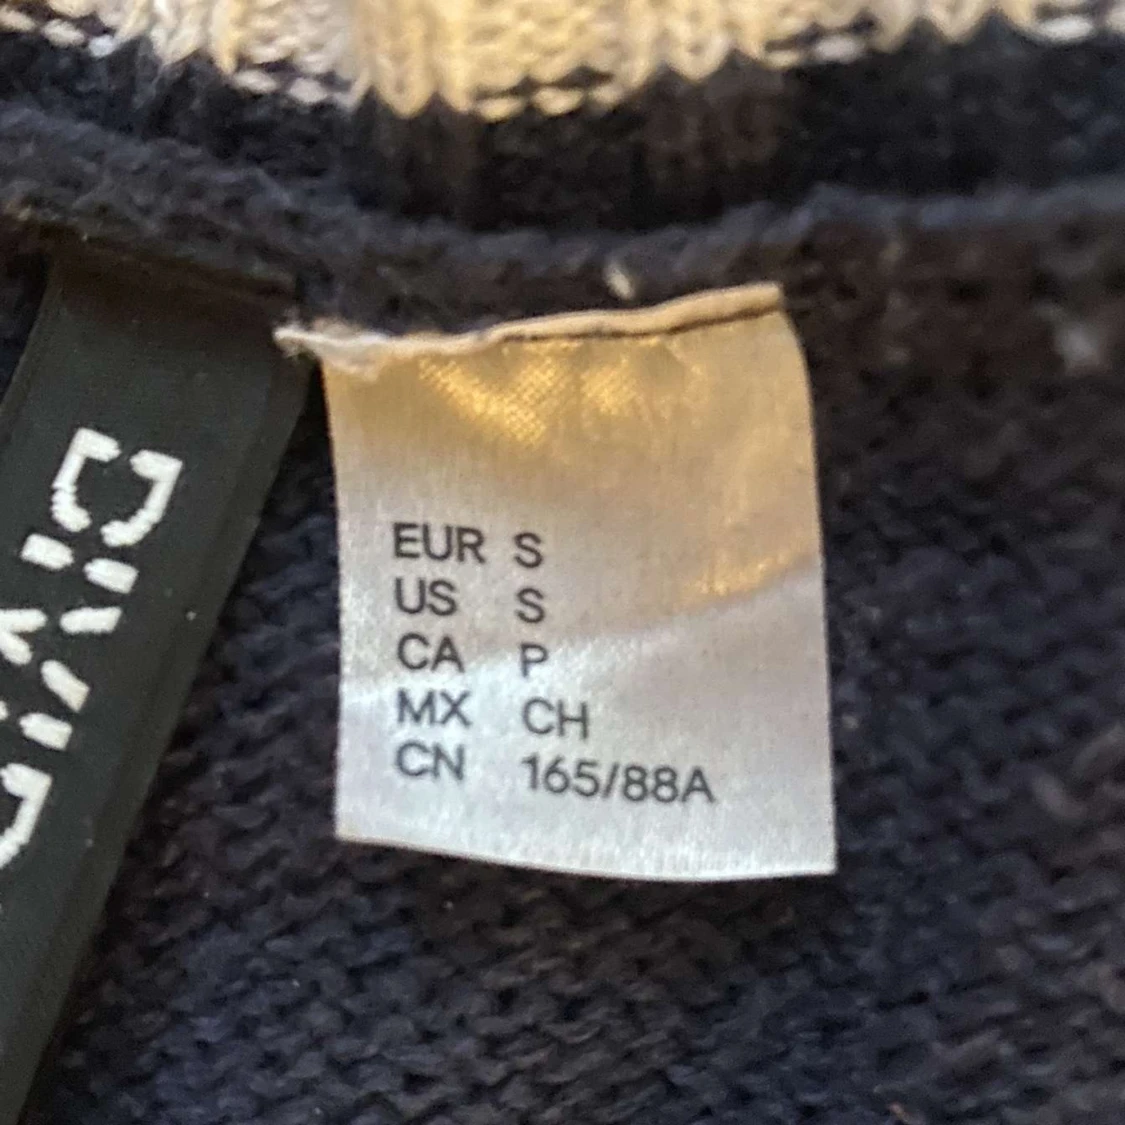 EUR S
US S
CA P
MX CH
CN 165/88A